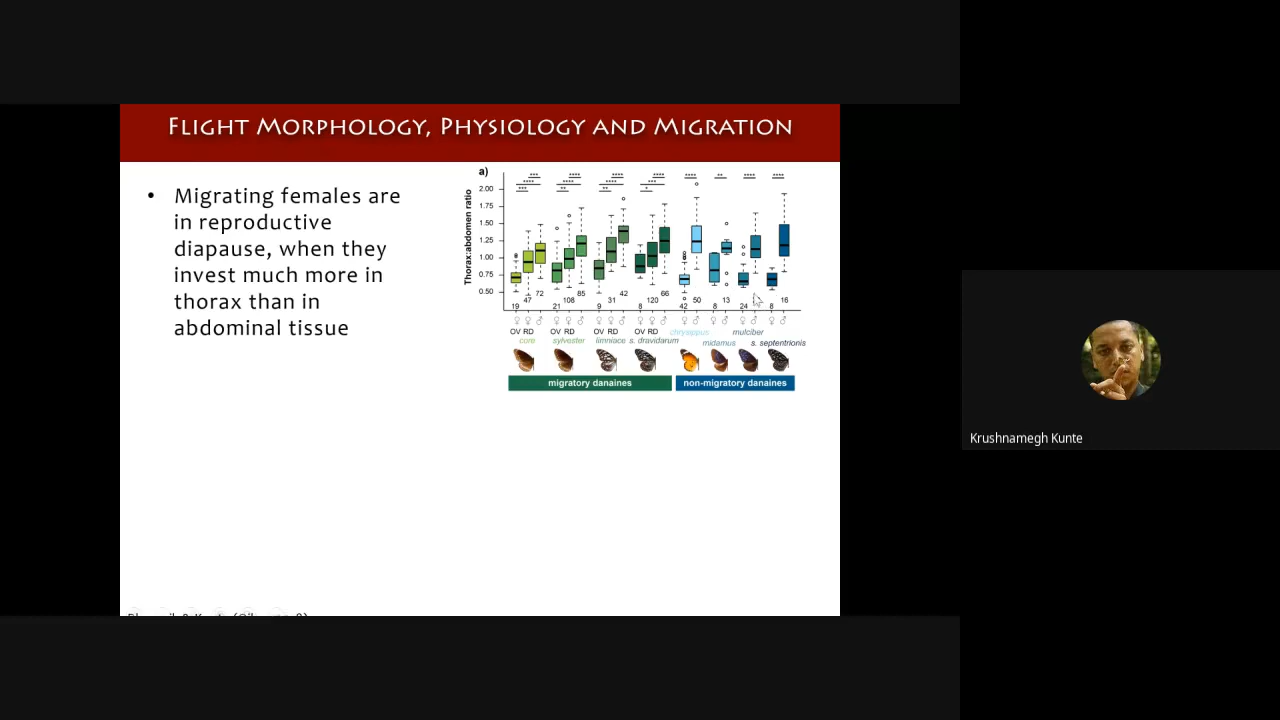 FLIGHT MORPHOLOGY, PHYSIOLOGY AND MIGRATION
• Migrating females are
in reproductive
diapause, when they
invest much more in
thorax than in
abdominal tissue
a)
*** **** **** **** **** ** **** ****
**** **** **** ***
*** ** ** *
Thorax:abdomen ratio
2.00
1.75
1.50
1.25
1.00
0.75
0.50
19 47 72 21 108 85 9 31 42 8 120 66 42 50 8 13 24 8 16
♀ ♀ ♂ ♀ ♀ ♂ ♀ ♀ ♂ ♀ ♀ ♂ ♀ ♂ ♀ ♂ ♀ ♂ ♀ ♂
OV RD OV RD OV RD OV RD chrysippus mulciber
core sylvester limniace s. dravidarum midamus s. septentrionis
migratory danaines non-migratory danaines
Krushnamegh Kunte